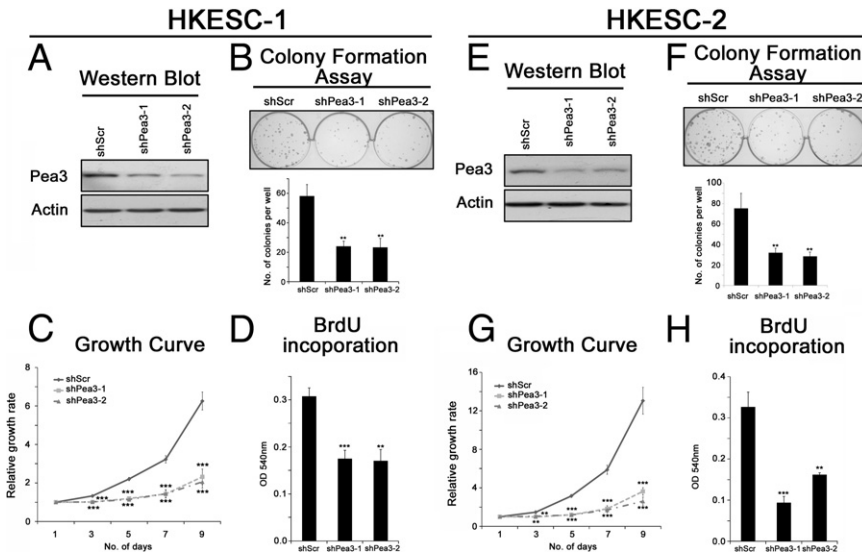 HKESC-1
A
Western Blot
shScr
shPea3-1
shPea3-2
Pea3
Actin
B
Colony Formation
Assay
shScr shPea3-1 shPea3-2
No. of colonies per well
60
40
20
0
shScr shPea3-1 shPea3-2
** **
C
Growth Curve
Relative growth rate
8
6
4
2
0
shScr
shPea3-1
shPea3-2
*** *** *** ***
*** *** *** ***
1 3 5 7 9
No. of days
D
BrdU
incoporation
OD 540nm
0.4
0.3
0.2
0.1
0.0
*** **
shScr shPea3-1 shPea3-2
HKESC-2
E
Western Blot
shScr
shPea3-1
shPea3-2
Pea3
Actin
F
Colony Formation
Assay
shScr shPea3-1 shPea3-2
No. of colonies per well
100
80
60
40
20
0
** **
shScr shPea3-1 shPea3-2
G
Growth Curve
Relative growth rate
16
12
8
4
0
shScr
shPea3-1
shPea3-2
** *** *** ***
** *** *** ***
1 3 5 7 9
No. of days
H
BrdU
incoporation
OD 540nm
0.4
0.3
0.2
0.1
0
*** **
shScr shPea3-1 shPea3-2